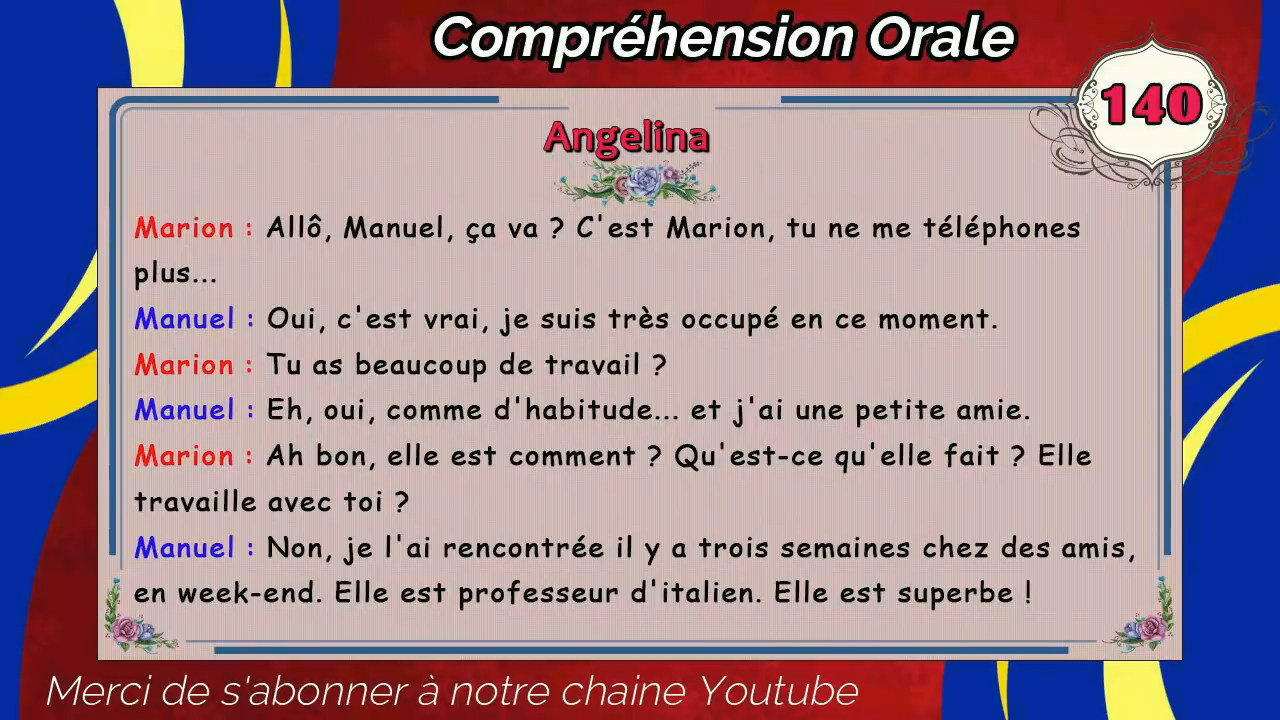 Compréhension Orale
140
Angelina
Marion : Allô, Manuel, ça va ? C'est Marion, tu ne me téléphones
plus...
Manuel : Oui, c'est vrai, je suis très occupé en ce moment.
Marion : Tu as beaucoup de travail ?
Manuel : Eh, oui, comme d'habitude... et j'ai une petite amie.
Marion : Ah bon, elle est comment ? Qu'est-ce qu'elle fait ? Elle
travaille avec toi ?
Manuel : Non, je l'ai rencontrée il y a trois semaines chez des amis,
en week-end. Elle est professeur d'italien. Elle est superbe !
Merci de s'abonner à notre chaine Youtube